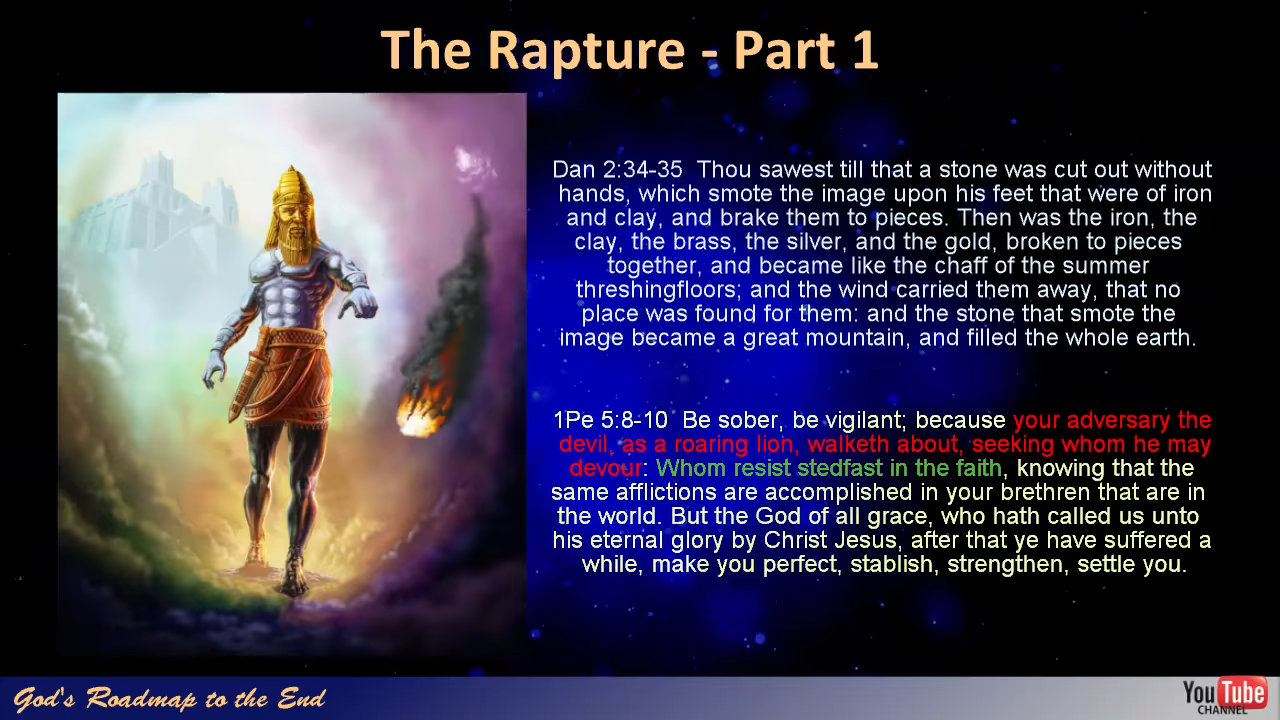 The Rapture - Part 1
Dan 2:34-35  Thou sawest till that a stone was cut out without
hands, which smote the image upon his feet that were of iron
and clay, and brake them to pieces. Then was the iron, the
clay, the brass, the silver, and the gold, broken to pieces
together, and became like the chaff of the summer
threshingfloors; and the wind carried them away, that no
place was found for them: and the stone that smote the
image became a great mountain, and filled the whole earth.
1Pe 5:8-10  Be sober, be vigilant; because your adversary the
devil, as a roaring lion, walketh about, seeking whom he may
devour: Whom resist stedfast in the faith, knowing that the
same afflictions are accomplished in your brethren that are in
the world. But the God of all grace, who hath called us unto
his eternal glory by Christ Jesus, after that ye have suffered a
while, make you perfect, stablish, strengthen, settle you.
God's Roadmap to the End
YouTube
CHANNEL